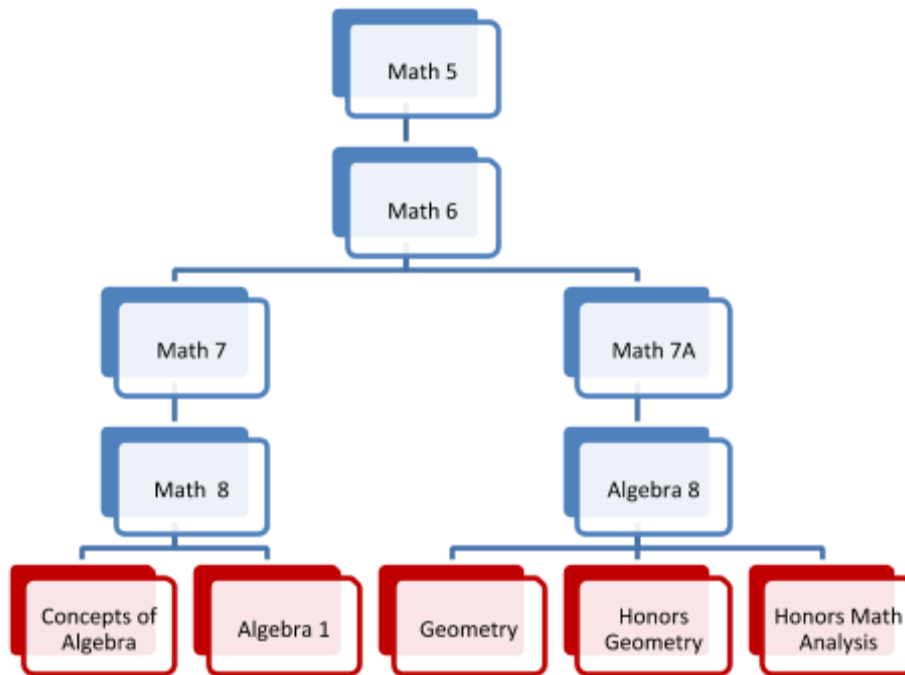 Math 5
Math 6
Math 7
Math 7A
Math 8
Algebra 8
Concepts of
Algebra
Algebra 1
Geometry
Honors
Geometry
Honors Math
Analysis